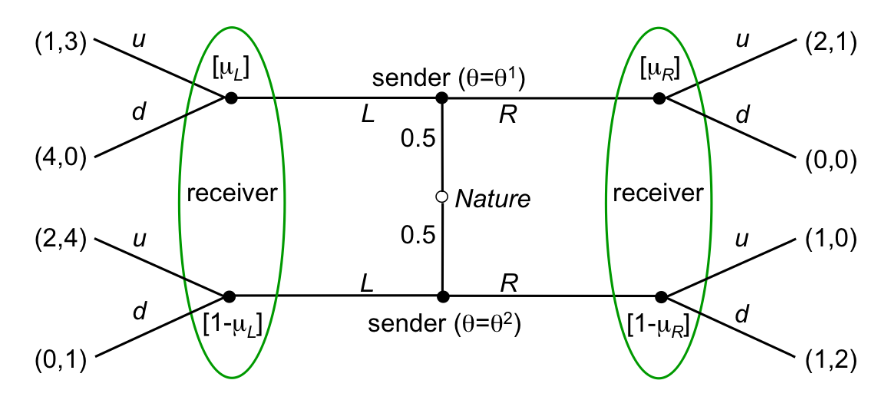 (1,3) u [μL] sender (θ=θ¹) [μR] u (2,1)
d L R d
0.5
(4,0) (0,0)
receiver Nature receiver
0.5
(2,4) u u (1,0)
L R
d [1-μL] sender (θ=θ²) [1-μR] d
(0,1) (1,2)